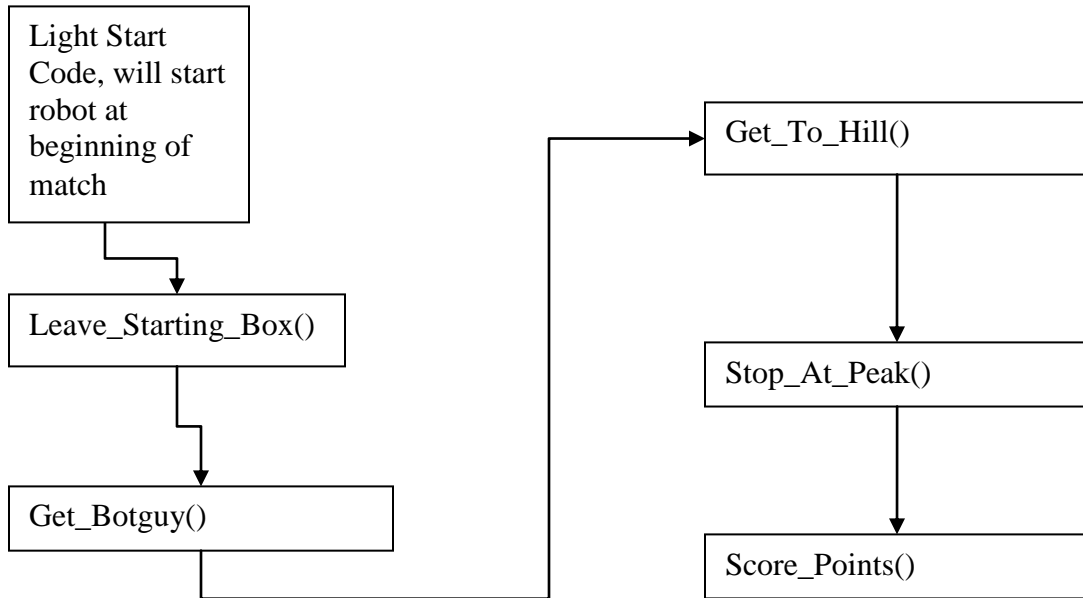 Light Start
Code, will start
robot at
beginning of
match
Leave_Starting_Box()
Get_Botguy()
Get_To_Hill()
Stop_At_Peak()
Score_Points()